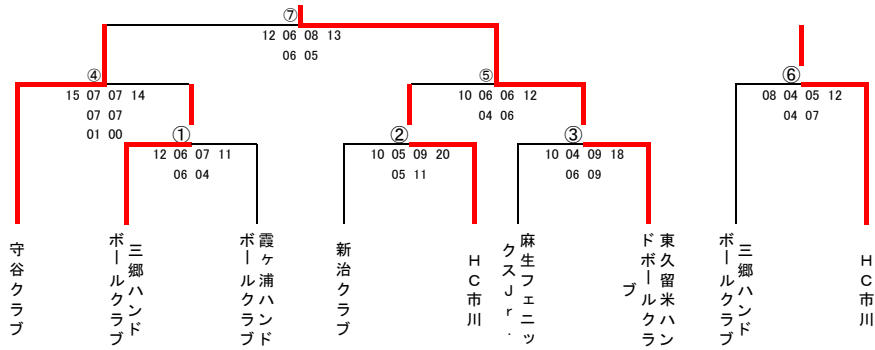 ⑦
12 06 08 13
06 05
④
15 07 07 14
07 07
01 00
⑤
10 06 06 12
04 06
⑥
08 04 05 12
04 07
①
12 06 07 11
06 04
②
10 05 09 20
05 11
③
10 04 09 18
06 09
守谷クラブ
三郷ハンド
ボールクラブ
霞ヶ浦ハンド
ボールクラブ
新治クラブ
HC市川
麻生フェニッ
クスJr.
東久留米ハン
ドボールクラ
ブ
三郷ハンド
ボールクラブ
HC市川